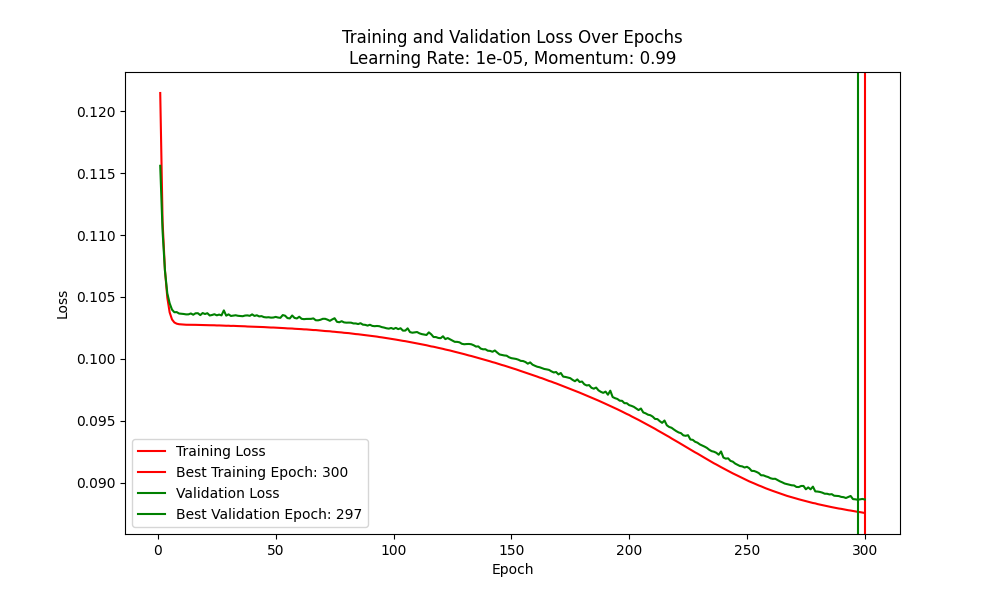 Training and Validation Loss Over Epochs
Learning Rate: 1e-05, Momentum: 0.99
0.120
0.115
0.110
0.105
0.100
0.095
0.090
Loss
Training Loss
Best Training Epoch: 300
Validation Loss
Best Validation Epoch: 297
0 50 100 150 200 250 300
Epoch